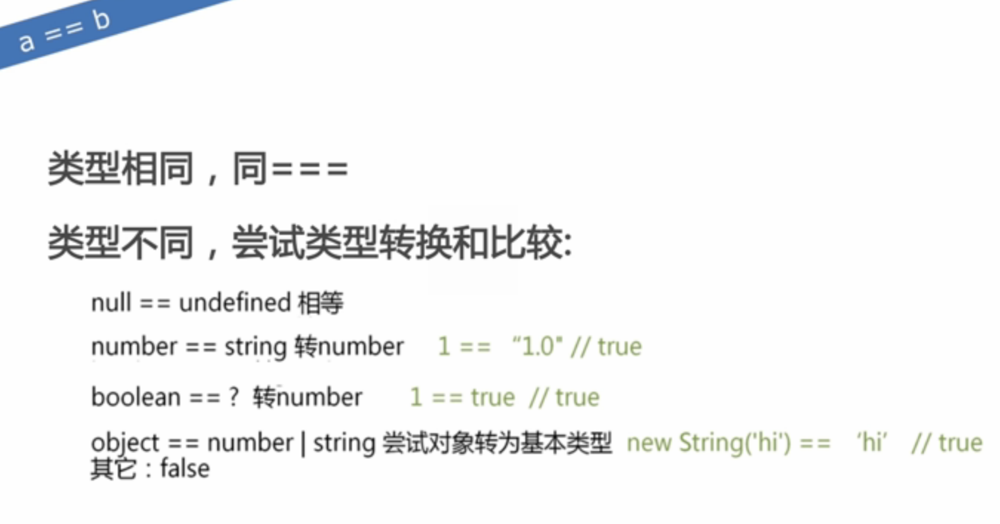 a == b
类型相同，同===
类型不同，尝试类型转换和比较:
null == undefined 相等
number == string 转number 1 == “1.0" // true
boolean == ? 转number 1 == true // true
object == number | string 尝试对象转为基本类型 new String('hi') == ‘hi’ // true
其它：false